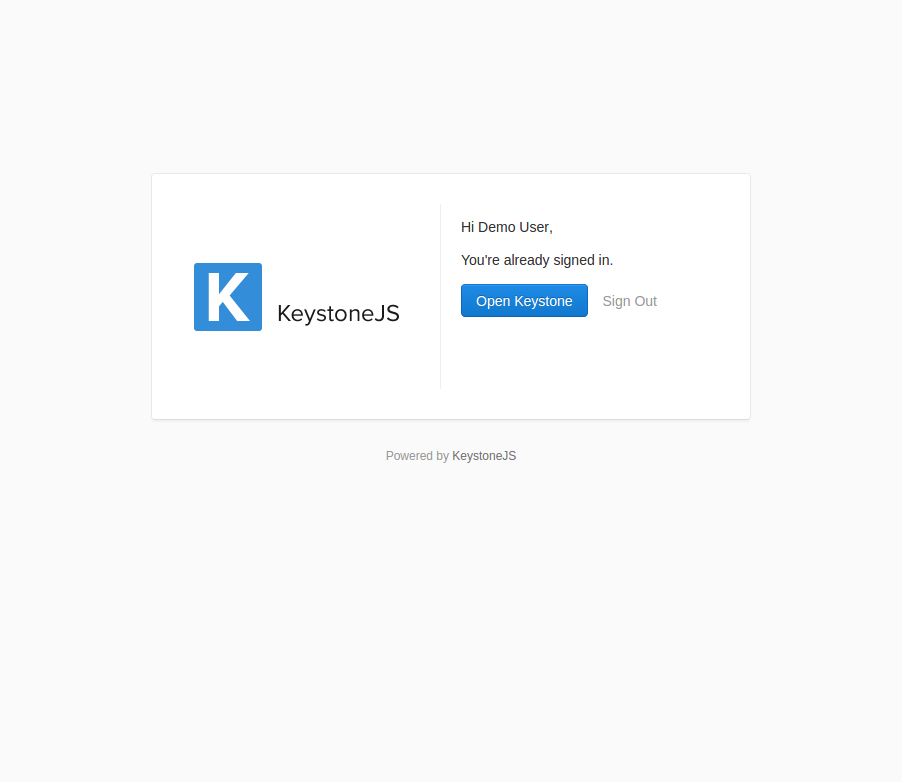 K KeystoneJS
Hi Demo User,
You're already signed in.
Open Keystone Sign Out
Powered by KeystoneJS